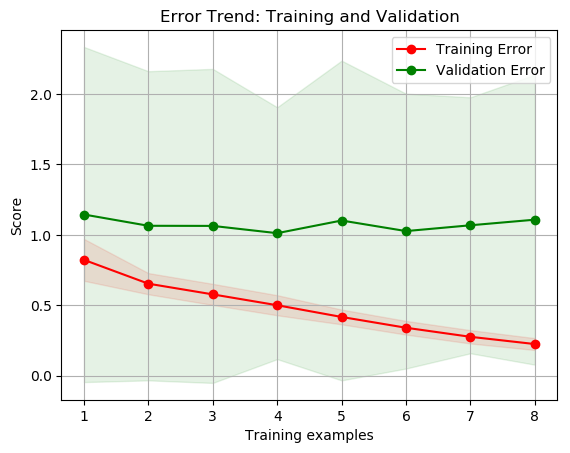 Error Trend: Training and Validation
Training Error
Validation Error
Score
2.0
1.5
1.0
0.5
0.0
1 2 3 4 5 6 7 8
Training examples